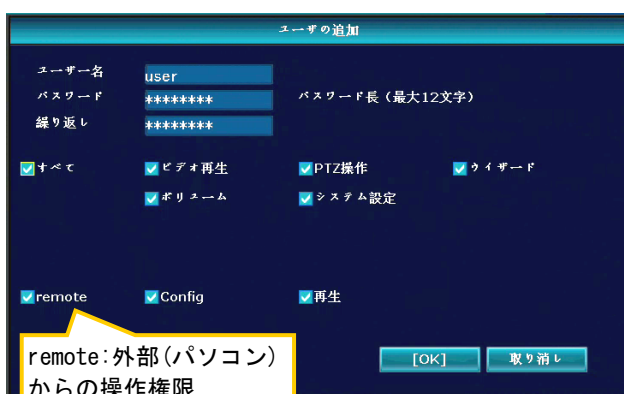 ユーザの追加
ユーザー名 user
パスワード ******** パスワード長(最大12文字)
繰り返し ********
すべて ビデオ再生 PTZ操作 ウイザード
ボリューム システム設定
remote Config 再生
remote:外部(パソコン)
からの操作権限
[OK] 取り消し